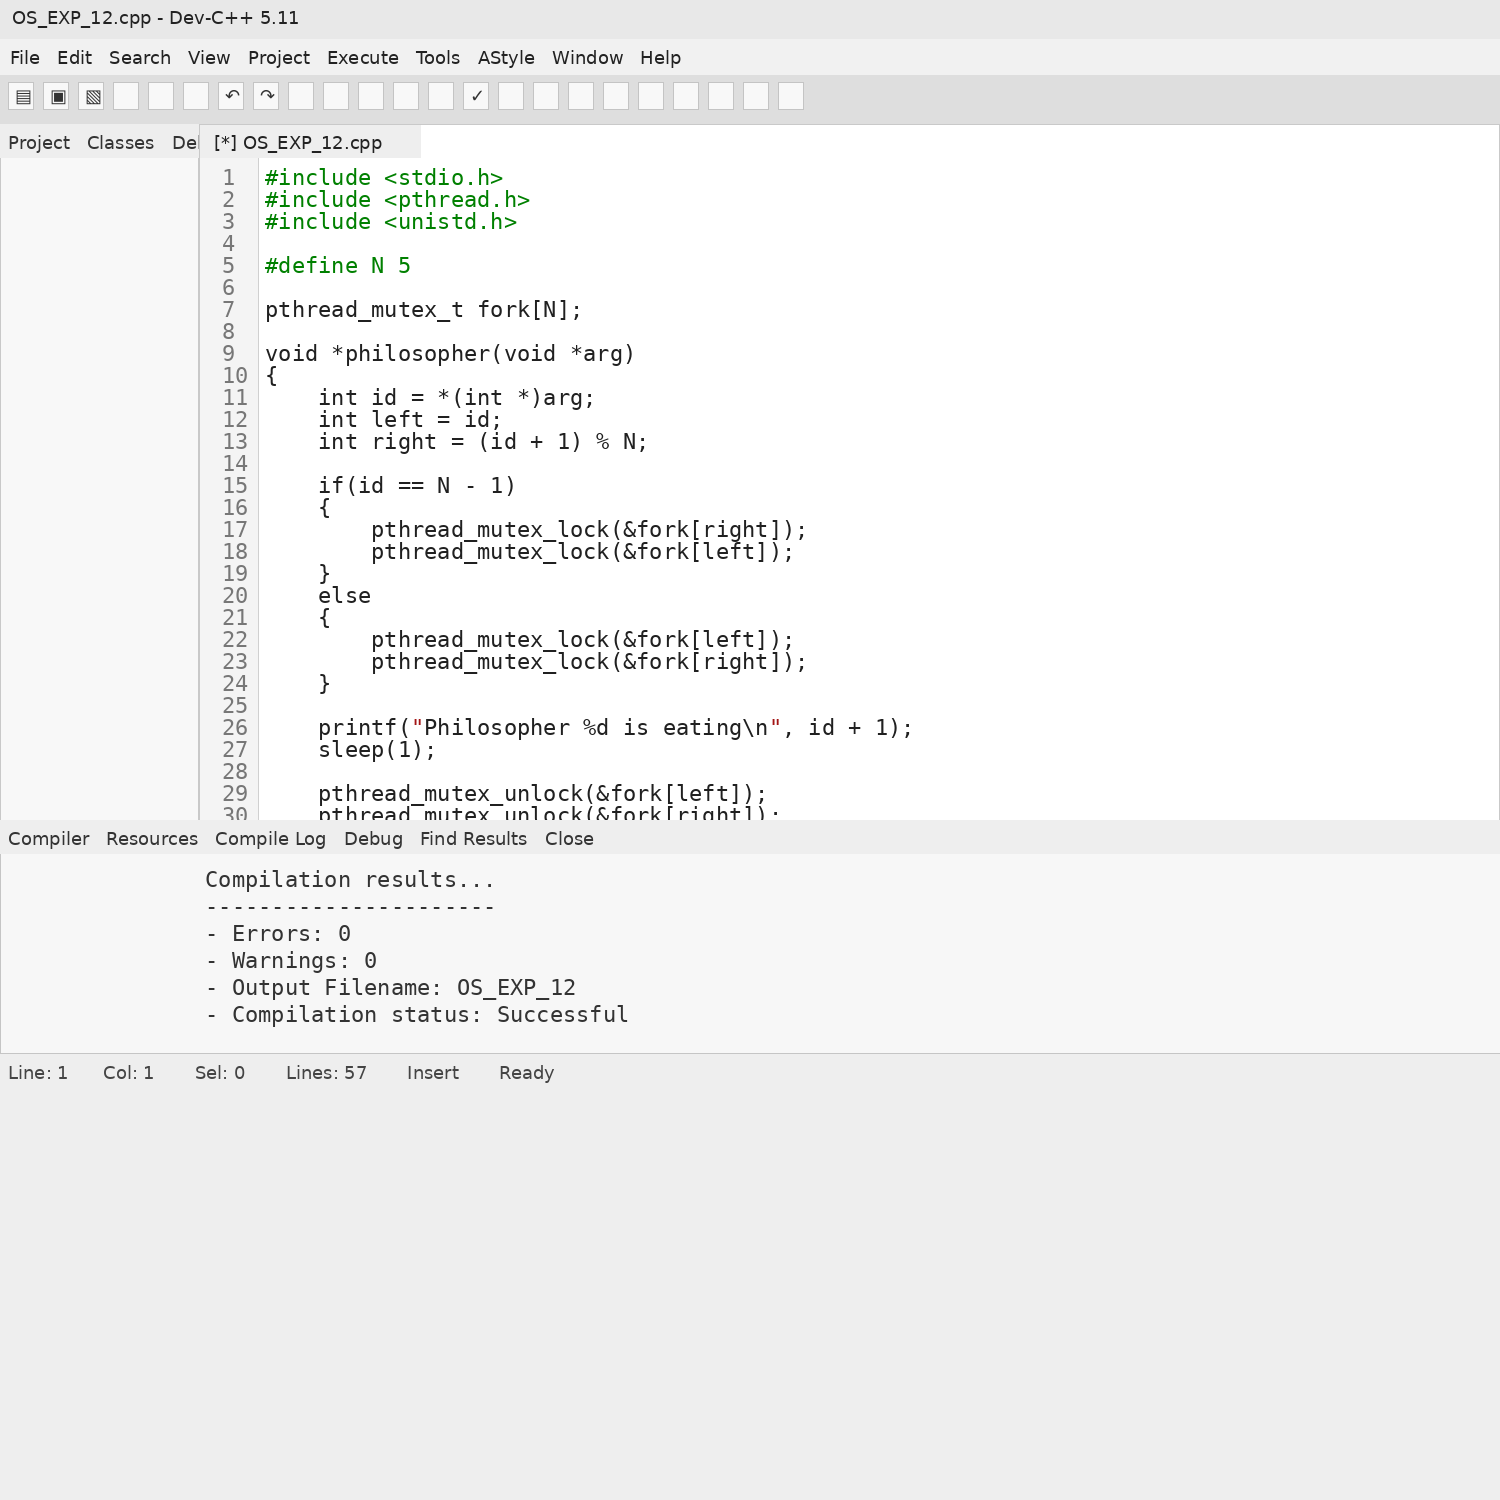 OS_EXP_12.cpp - Dev-C++ 5.11
File Edit Search View Project Execute Tools AStyle Window Help
Project Classes Del
[*] OS_EXP_12.cpp
1 #include <stdio.h>
2 #include <pthread.h>
3 #include <unistd.h>
4
5 #define N 5
6
7 pthread_mutex_t fork[N];
8
9 void *philosopher(void *arg)
10 {
11     int id = *(int *)arg;
12     int left = id;
13     int right = (id + 1) % N;
14
15     if(id == N - 1)
16     {
17         pthread_mutex_lock(&fork[right]);
18         pthread_mutex_lock(&fork[left]);
19     }
20     else
21     {
22         pthread_mutex_lock(&fork[left]);
23         pthread_mutex_lock(&fork[right]);
24     }
25
26     printf("Philosopher %d is eating\n", id + 1);
27     sleep(1);
28
29     pthread_mutex_unlock(&fork[left]);
30     pthread_mutex_unlock(&fork[right]);
Compiler Resources Compile Log Debug Find Results Close
Compilation results...
----------------------
- Errors: 0
- Warnings: 0
- Output Filename: OS_EXP_12
- Compilation status: Successful
Line: 1 Col: 1 Sel: 0 Lines: 57 Insert Ready